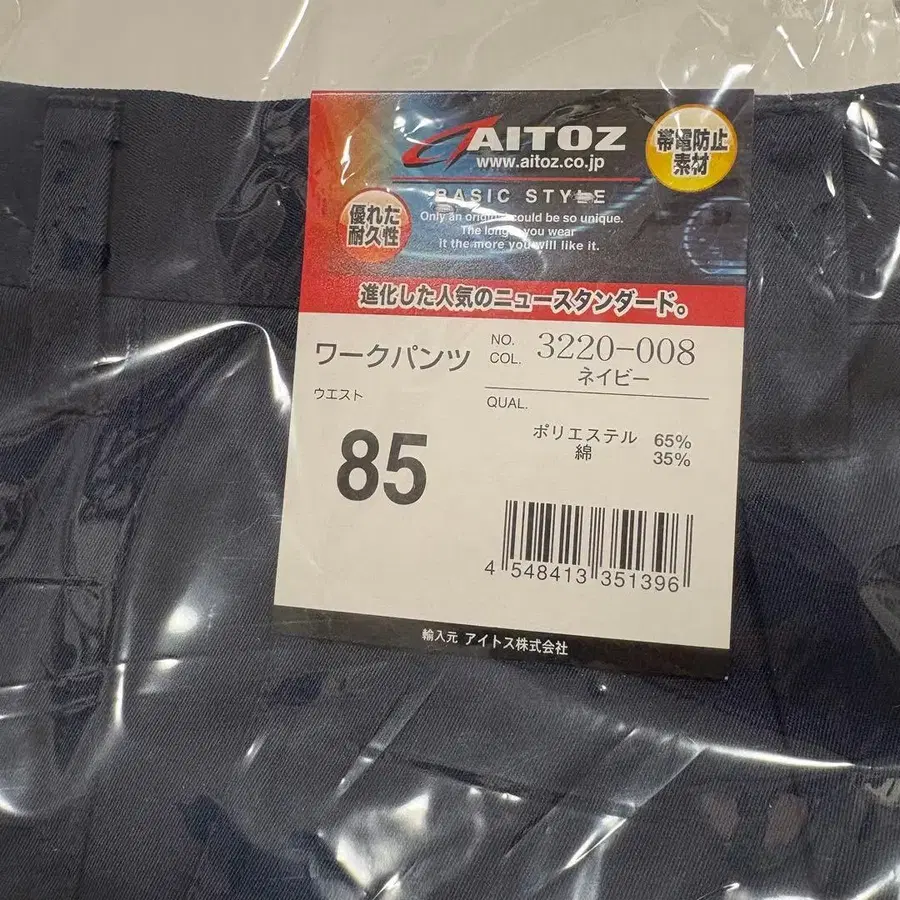 AITOZ
www.aitoz.co.jp
帯電防止
素材
BASIC STYLE
Only an original could be so unique.
The longer you wear
it the more you will like it.
優れた
耐久性
進化した人気のニュースタンダード。
ワークパンツ
NO. 3220-008
COL. ネイビー
ウエスト
85
QUAL.
ポリエステル 65%
綿 35%
4 548413 351396
輸入元 アイトス株式会社